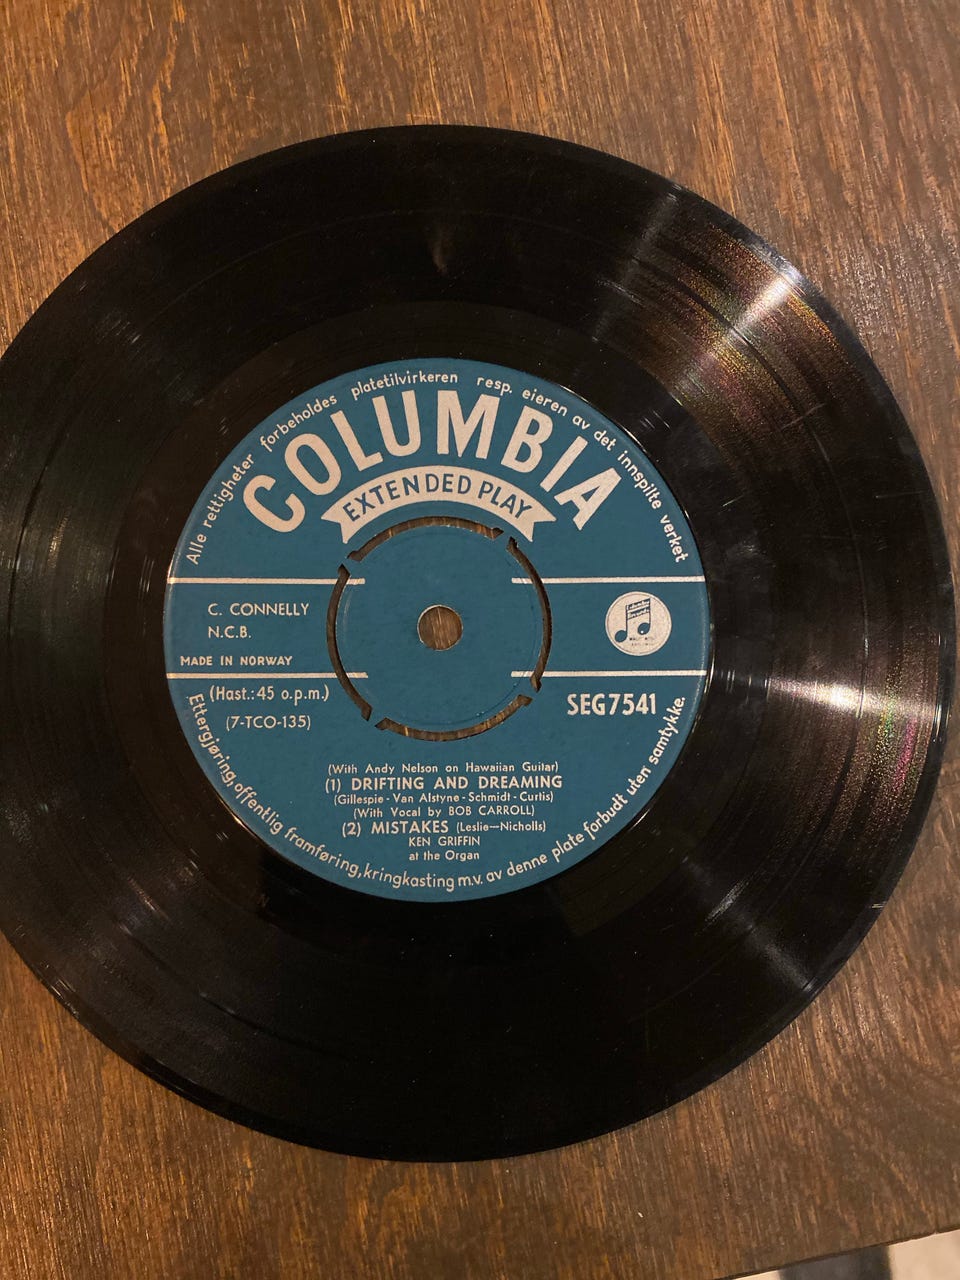 Alle rettigheter forbeholdes platetilvirkeren resp. eieren av det innspilte verket
COLUMBIA
EXTENDED PLAY
C. CONNELLY
N.C.B.
MADE IN NORWAY
(Hast.: 45 o.p.m.)
(7-TCO-135)
SEG7541
(With Andy Nelson on Hawaiian Guitar)
(1) DRIFTING AND DREAMING
(Gillespie - Van Alstyne - Schmidt - Curtis)
(With Vocal by BOB CARROLL)
(2) MISTAKES (Leslie—Nicholls)
KEN GRIFFIN
at the Organ
Ettergjøring, offentlig framføring, kringkasting m.v. av denne plate forbudt uten samtykke.